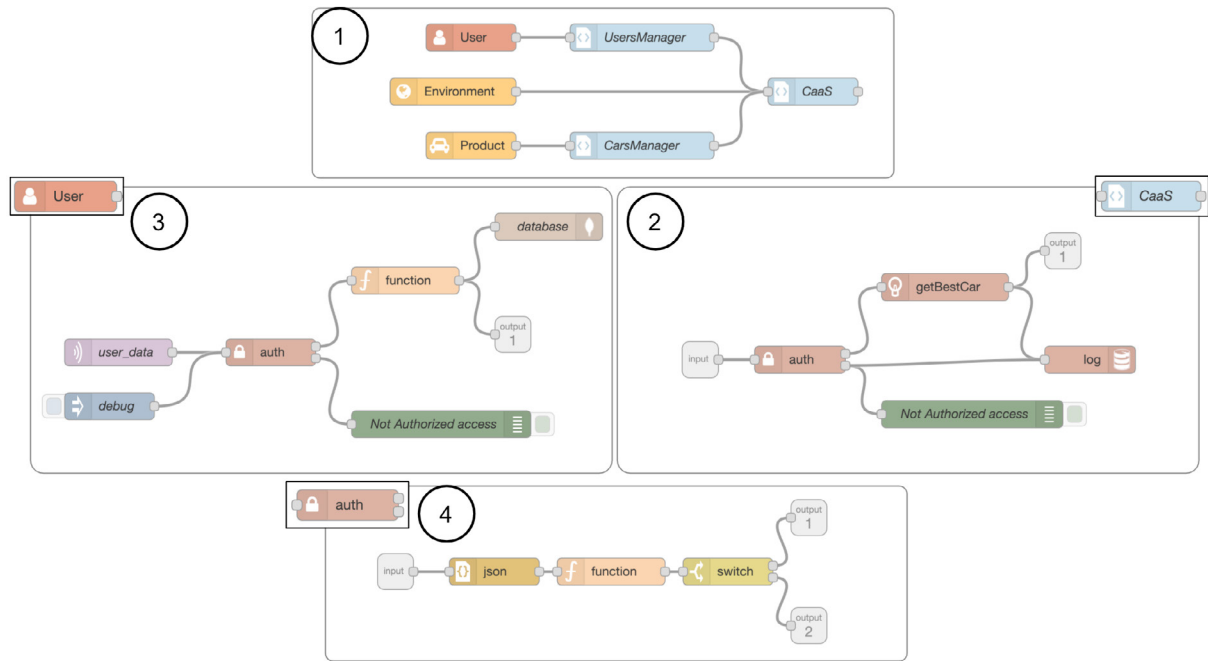 1
User
UsersManager
Environment
CaaS
Product
CarsManager
User
3
database
function
output
1
user_data
auth
debug
Not Authorized access
2
CaaS
output
1
getBestCar
input
auth
log
Not Authorized access
auth
4
output
1
input
json
function
switch
output
2